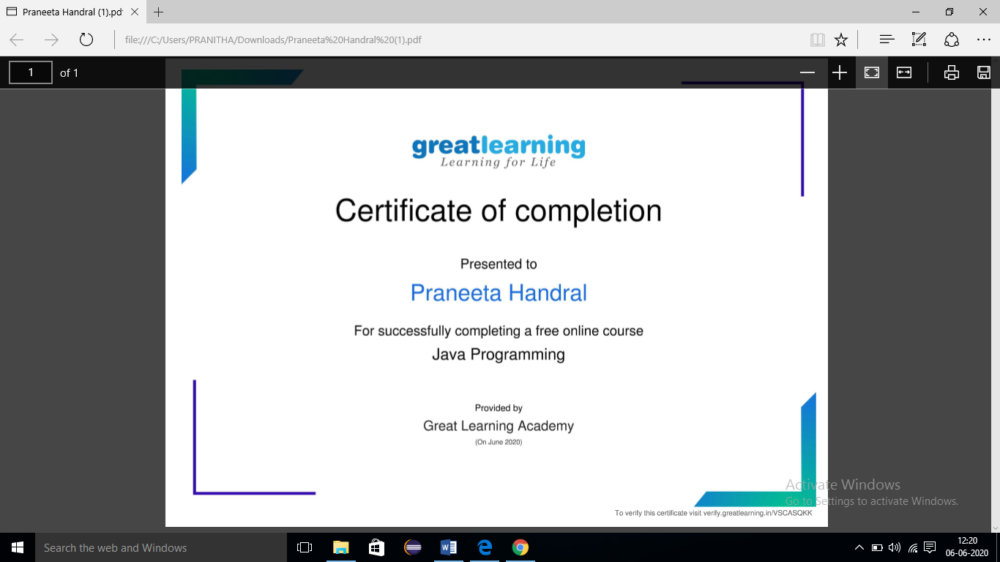 Praneeta Handral (1).pd
file:///C:/Users/PRANITHA/Downloads/Praneeta%20Handral%20(1).pdf
1 of 1
greatlearning
Learning for Life
Certificate of completion
Presented to
Praneeta Handral
For successfully completing a free online course
Java Programming
Provided by
Great Learning Academy
(On June 2020)
Activate Windows
Go to Settings to activate Windows.
To verify this certificate visit verify.greatlearning.in/VSCASQKK
Search the web and Windows
12:20
06-06-2020